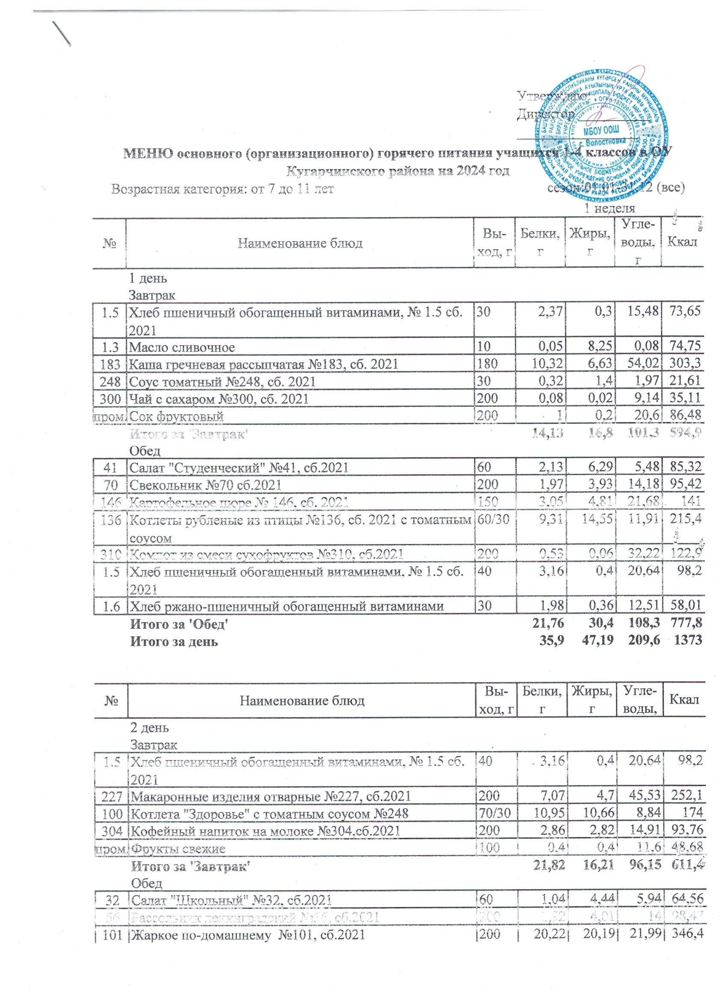 Утверждаю:
Директор
МБОУ ООШ
с. Волостновка
МЕНЮ основного (организационного) горячего питания учащихся 1-4 классов в ОУ
Кугарчинского района на 2024 год
Возрастная категория: от 7 до 11 лет сезон:01.01-31.12 (все)
1 неделя
№ Наименование блюд Вы-ход, г Белки, г Жиры, г Угле-воды, г Ккал
1 день
Завтрак
1.5 Хлеб пшеничный обогащенный витаминами, № 1.5 сб. 30 2,37 0,3 15,48 73,65
2021
1.3 Масло сливочное 10 0,05 8,25 0,08 74,75
183 Каша гречневая рассыпчатая №183, сб. 2021 180 10,32 6,63 54,02 303,3
248 Соус томатный №248, сб. 2021 30 0,32 1,4 1,97 21,61
300 Чай с сахаром №300, сб. 2021 200 0,08 0,02 9,14 35,11
пром. Сок фруктовый 200 1 0,2 20,6 86,48
Итого за 'Завтрак' 14,13 16,8 101,3 594,9
Обед
41 Салат "Студенческий" №41, сб.2021 60 2,13 6,29 5,48 85,32
70 Свекольник №70 сб.2021 200 1,97 3,93 14,18 95,42
146 Картофельное пюре № 146, сб. 2021 150 3,05 4,81 21,68 141
136 Котлеты рубленые из птицы №136, сб. 2021 с томатным 60/30 9,31 14,55 11,91 215,4
соусом
310 Компот из смеси сухофруктов №310, сб.2021 200 0,53 0,06 32,22 122,9
1.5 Хлеб пшеничный обогащенный витаминами, № 1.5 сб. 40 3,16 0,4 20,64 98,2
2021
1.6 Хлеб ржано-пшеничный обогащенный витаминами 30 1,98 0,36 12,51 58,01
Итого за 'Обед' 21,76 30,4 108,3 777,8
Итого за день 35,9 47,19 209,6 1373
№ Наименование блюд Вы-ход, г Белки, г Жиры, г Угле-воды, Ккал
2 день
Завтрак
1.5 Хлеб пшеничный обогащенный витаминами, № 1.5 сб. 40 3,16 0,4 20,64 98,2
2021
227 Макаронные изделия отварные №227, сб.2021 200 7,07 4,7 45,53 252,1
100 Котлета "Здоровье" с томатным соусом №248 70/30 10,95 10,66 8,84 174
304 Кофейный напиток на молоке №304,сб.2021 200 2,86 2,82 14,91 93,76
пром. Фрукты свежие 100 0,4 0,4 11,6 48,68
Итого за 'Завтрак' 21,82 16,21 96,15 611,4
Обед
32 Салат "Школьный" №32, сб.2021 60 1,04 4,44 5,94 64,56
56 Рассольник ленинградский №56, сб.2021 200 4,01 14 98,47
101 Жаркое по-домашнему №101, сб.2021 200 20,22 20,19 21,99 346,4